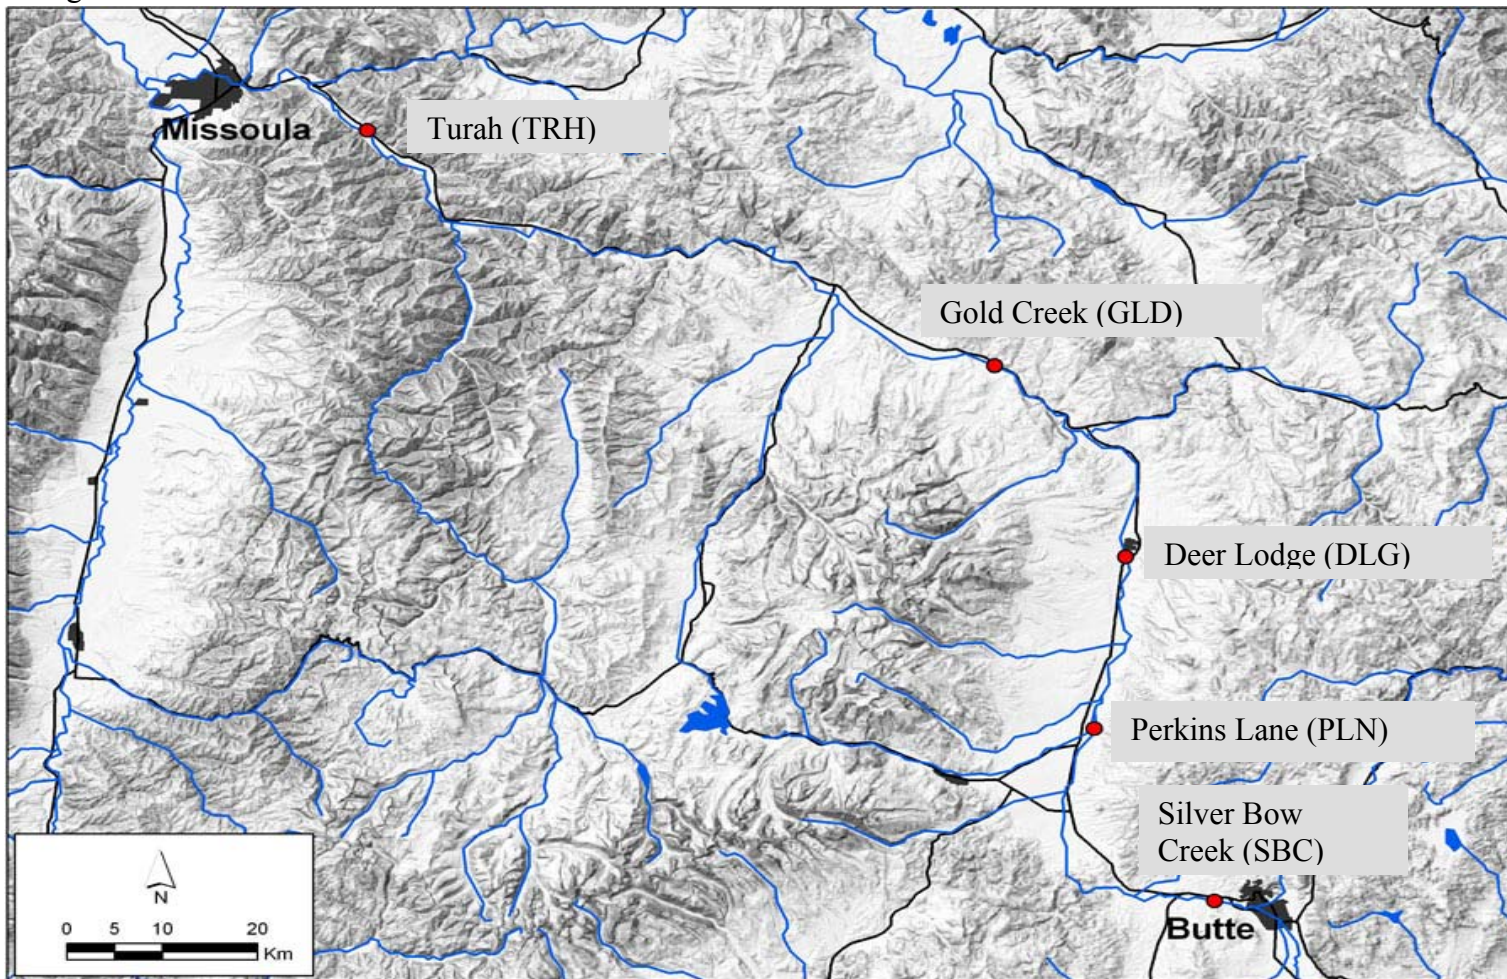 Missoula
Turah (TRH)
Gold Creek (GLD)
Deer Lodge (DLG)
Perkins Lane (PLN)
Silver Bow
Creek (SBC)
Butte
N
0 5 10 20
Km